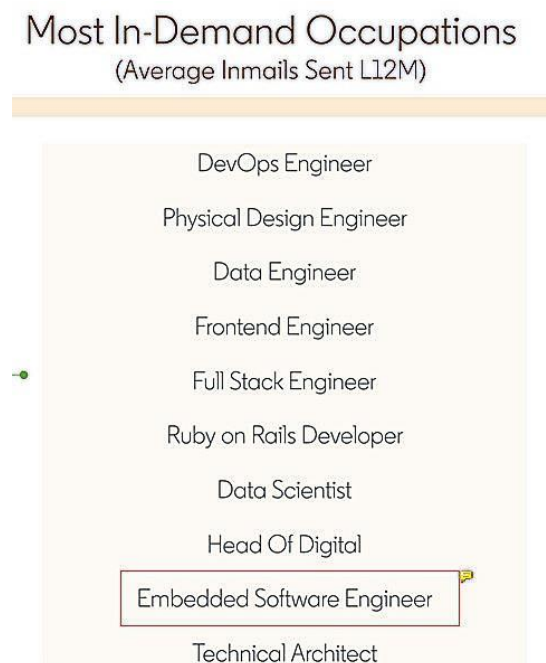 Most In-Demand Occupations
(Average Inmails Sent L12M)
DevOps Engineer
Physical Design Engineer
Data Engineer
Frontend Engineer
Full Stack Engineer
Ruby on Rails Developer
Data Scientist
Head Of Digital
Embedded Software Engineer
Technical Architect